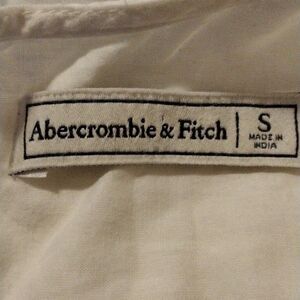 Abercrombie & Fitch
S
MADE IN
INDIA